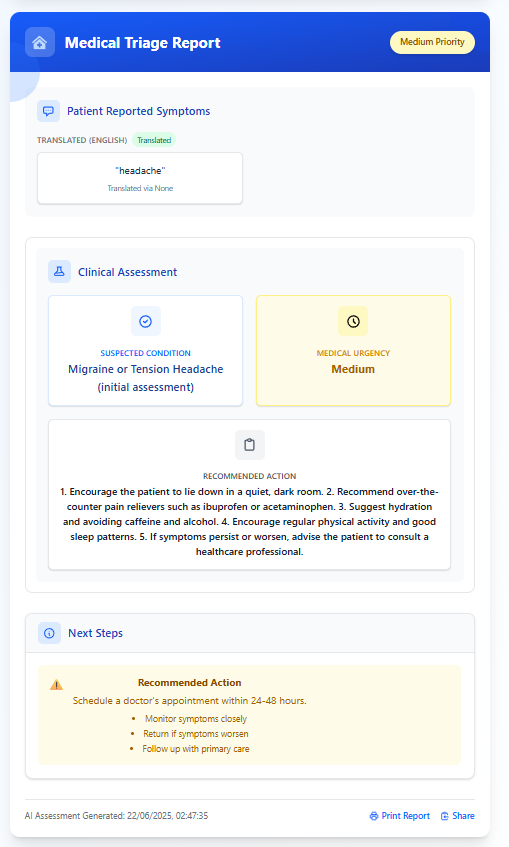 Medical Triage Report
Medium Priority
Patient Reported Symptoms
TRANSLATED (ENGLISH) Translated
"headache"
Translated via None
Clinical Assessment
SUSPECTED CONDITION
Migraine or Tension Headache
(initial assessment)
MEDICAL URGENCY
Medium
RECOMMENDED ACTION
1. Encourage the patient to lie down in a quiet, dark room. 2. Recommend over-the-
counter pain relievers such as ibuprofen or acetaminophen. 3. Suggest hydration
and avoiding caffeine and alcohol. 4. Encourage regular physical activity and good
sleep patterns. 5. If symptoms persist or worsen, advise the patient to consult a
healthcare professional.
Next Steps
Recommended Action
Schedule a doctor's appointment within 24-48 hours.
• Monitor symptoms closely
• Return if symptoms worsen
• Follow up with primary care
AI Assessment Generated: 22/06/2025, 02:47:35
Print Report
Share